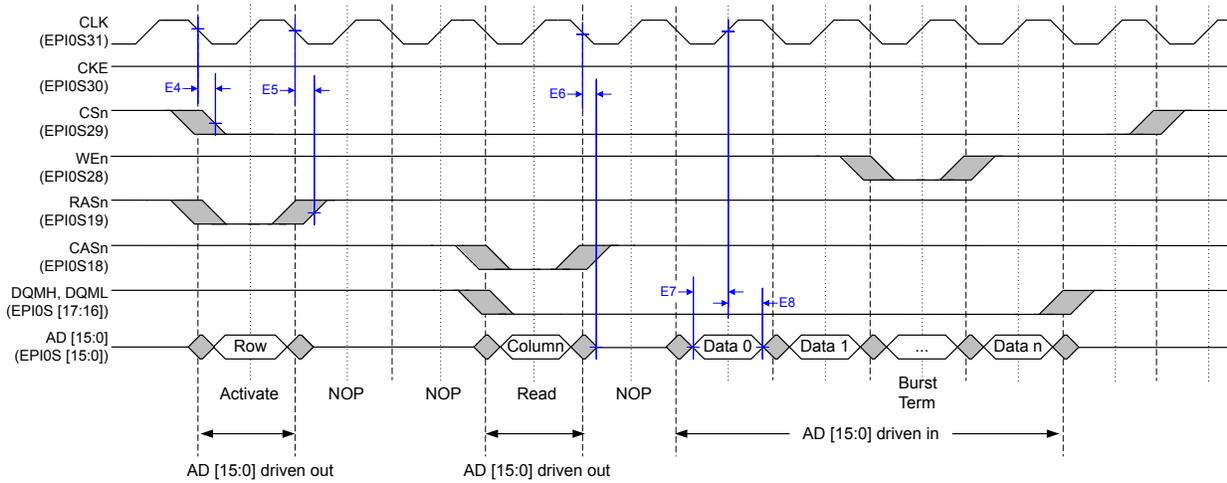 CLK
(EPI0S31)
CKE
(EPI0S30)
E4
E5
E6
CSn
(EPI0S29)
WEn
(EPI0S28)
RASn
(EPI0S19)
CASn
(EPI0S18)
DQMH, DQML
(EPI0S [17:16])
E7
E8
AD [15:0]
(EPI0S [15:0])
Row
Column
Data 0
Data 1
...
Data n
Activate
NOP
NOP
Read
NOP
Burst
Term
AD [15:0] driven in
AD [15:0] driven out
AD [15:0] driven out